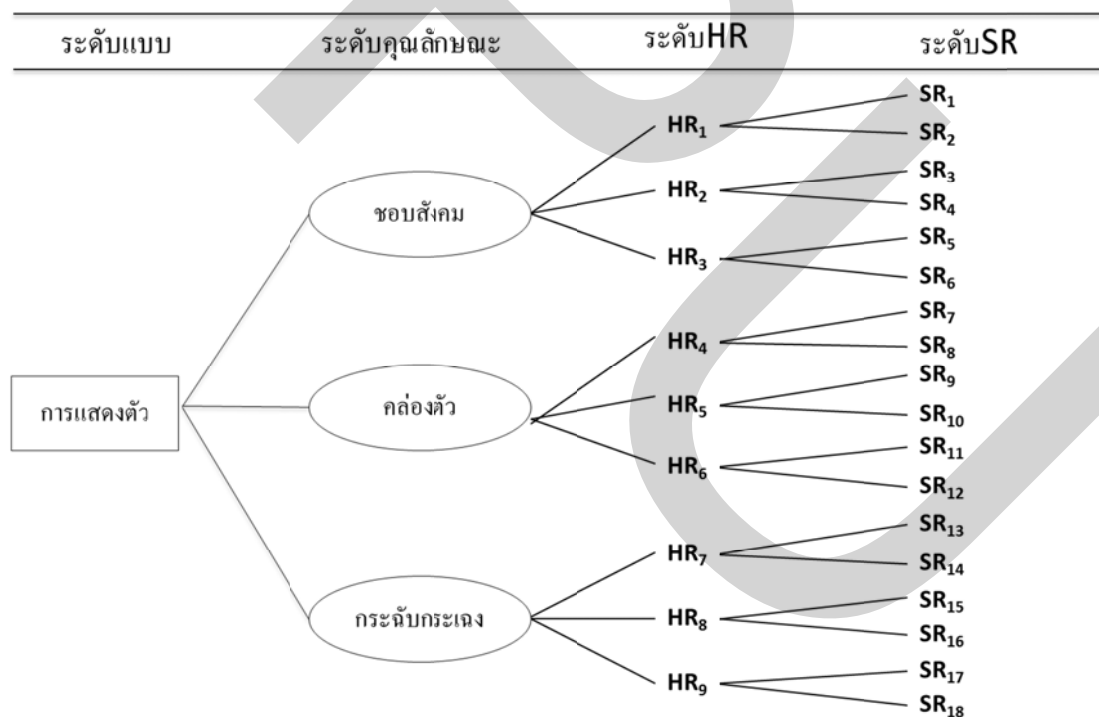 ระดับแบบ ระดับคุณลักษณะ ระดับHR ระดับSR
SR₁
HR₁
SR₂
SR₃
HR₂
ชอบสังคม
SR₄
SR₅
HR₃
SR₆
SR₇
HR₄
SR₈
SR₉
การแสดงตัว
คล่องตัว
HR₅
SR₁₀
SR₁₁
HR₆
SR₁₂
SR₁₃
HR₇
SR₁₄
SR₁₅
กระฉับกระเฉง
HR₈
SR₁₆
SR₁₇
HR₉
SR₁₈